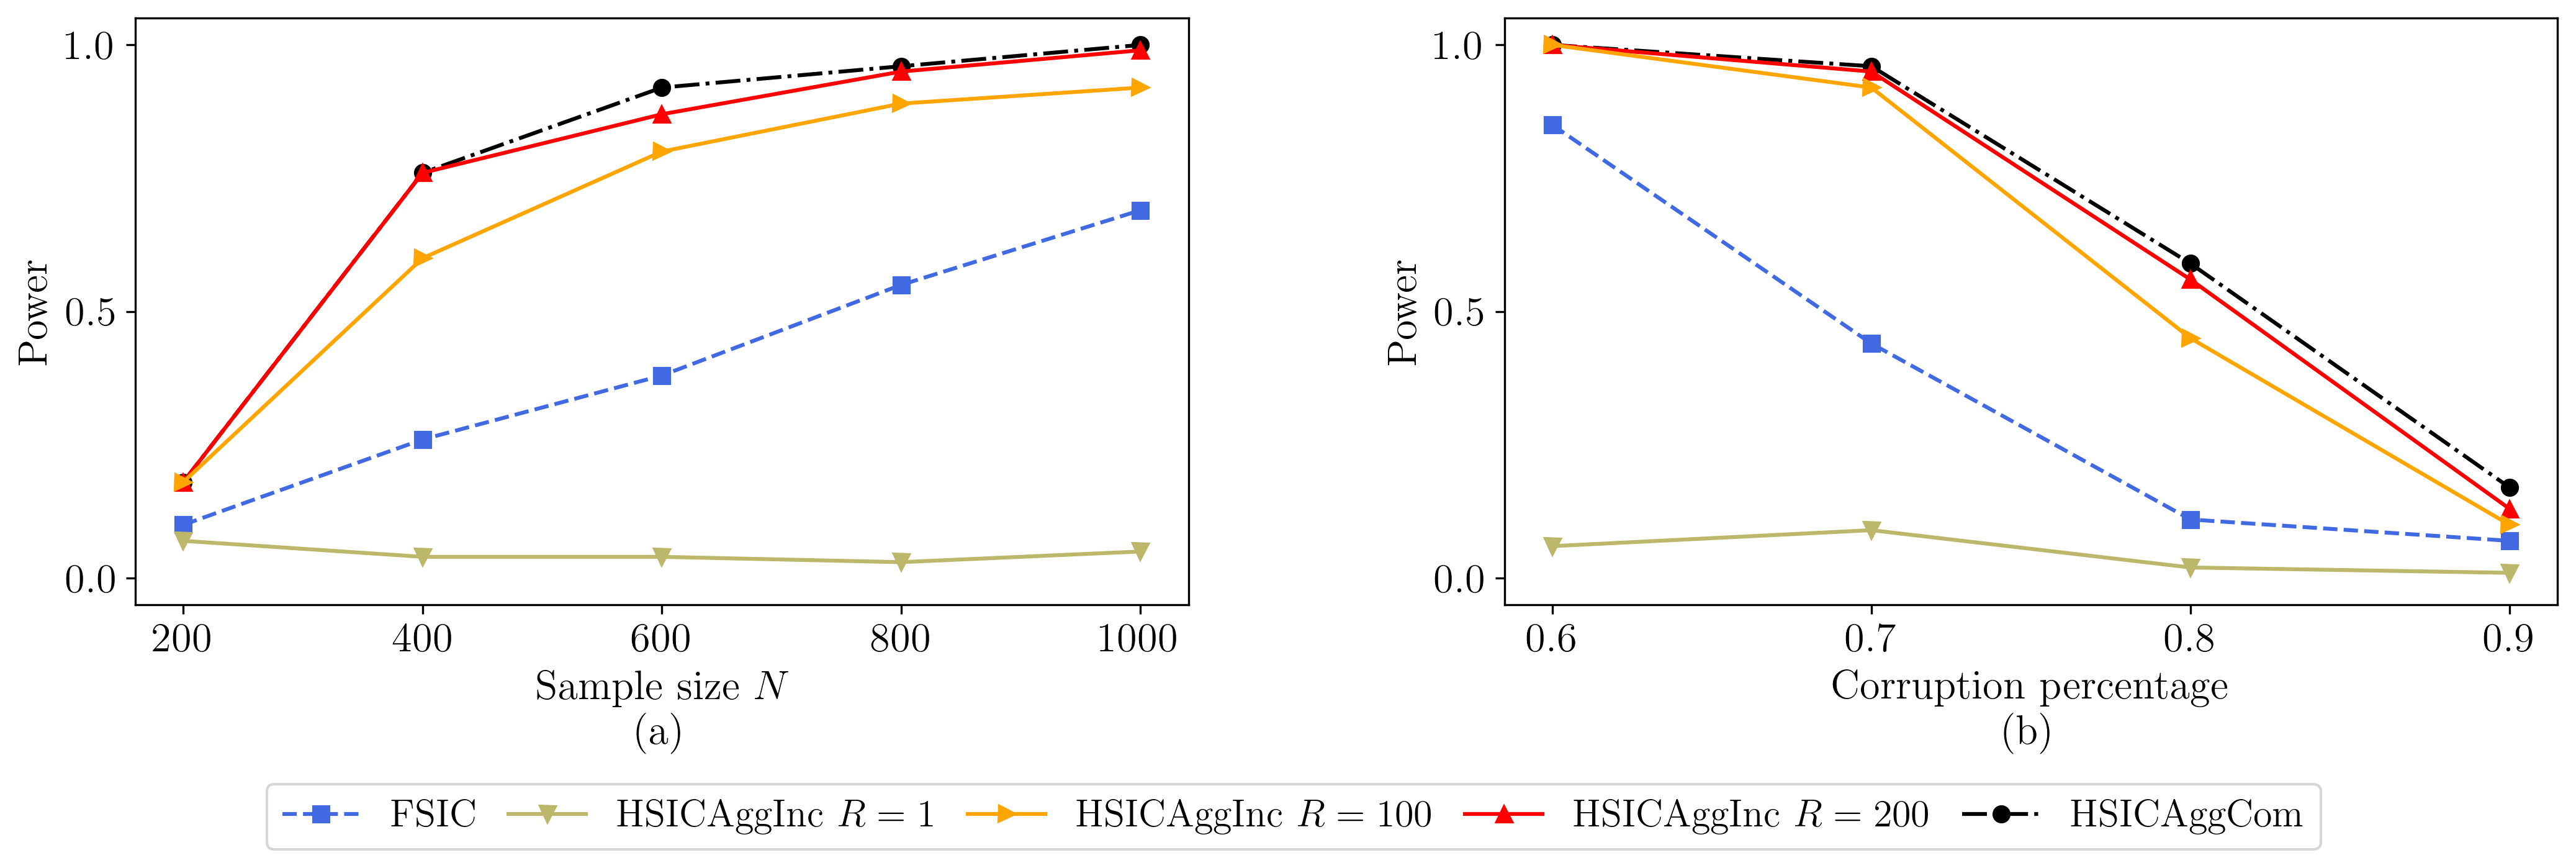 1.0
0.5
0.0
Power
200 400 600 800 1000
Sample size N
(a)
1.0
0.5
0.0
Power
0.6 0.7 0.8 0.9
Corruption percentage
(b)
FSIC HSICAggInc R = 1 HSICAggInc R = 100 HSICAggInc R = 200 HSICAggCom